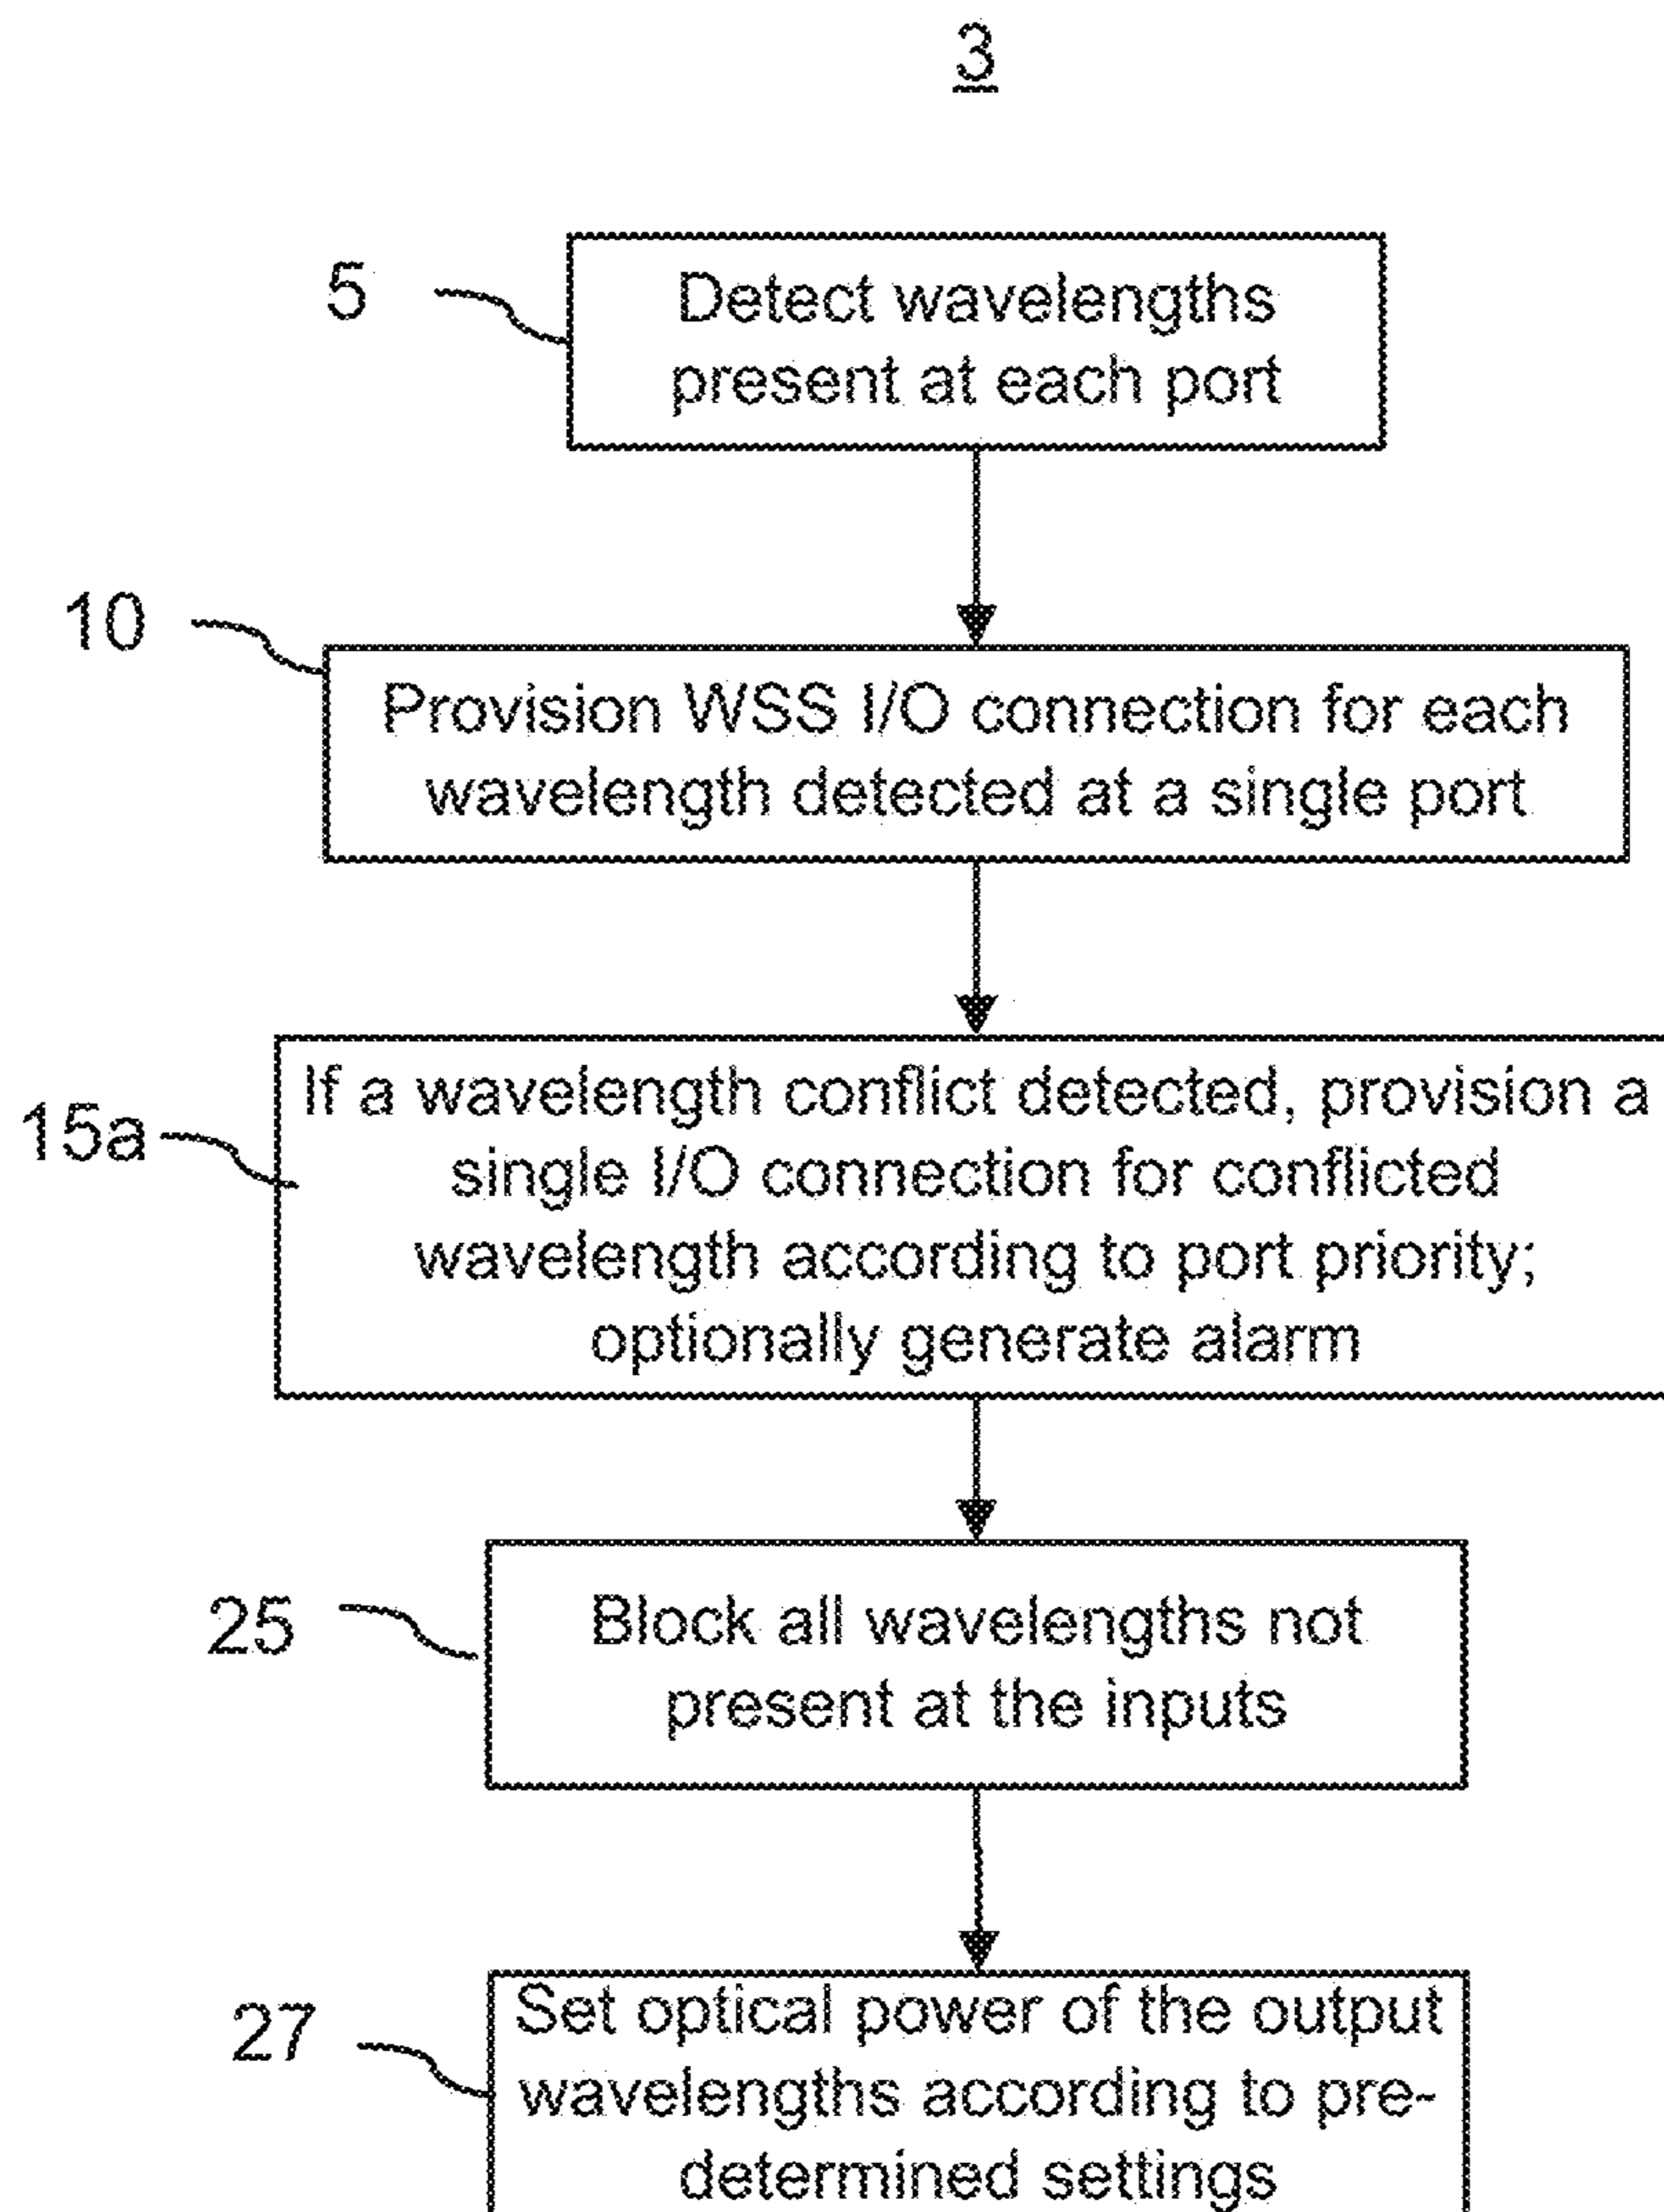 3
5
Detect wavelengths
present at each port
10
Provision WSS I/O connection for each
wavelength detected at a single port
15a
If a wavelength conflict detected, provision a
single I/O connection for conflicted
wavelength according to port priority;
optionally generate alarm
25
Block all wavelengths not
present at the inputs
27
Set optical power of the output
wavelengths according to pre-
determined settings